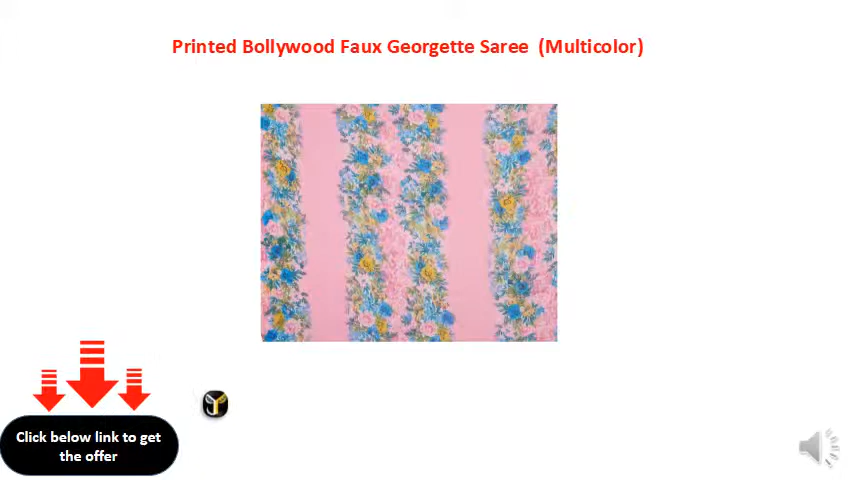 Printed Bollywood Faux Georgette Saree (Multicolor)
Click below link to get
the offer